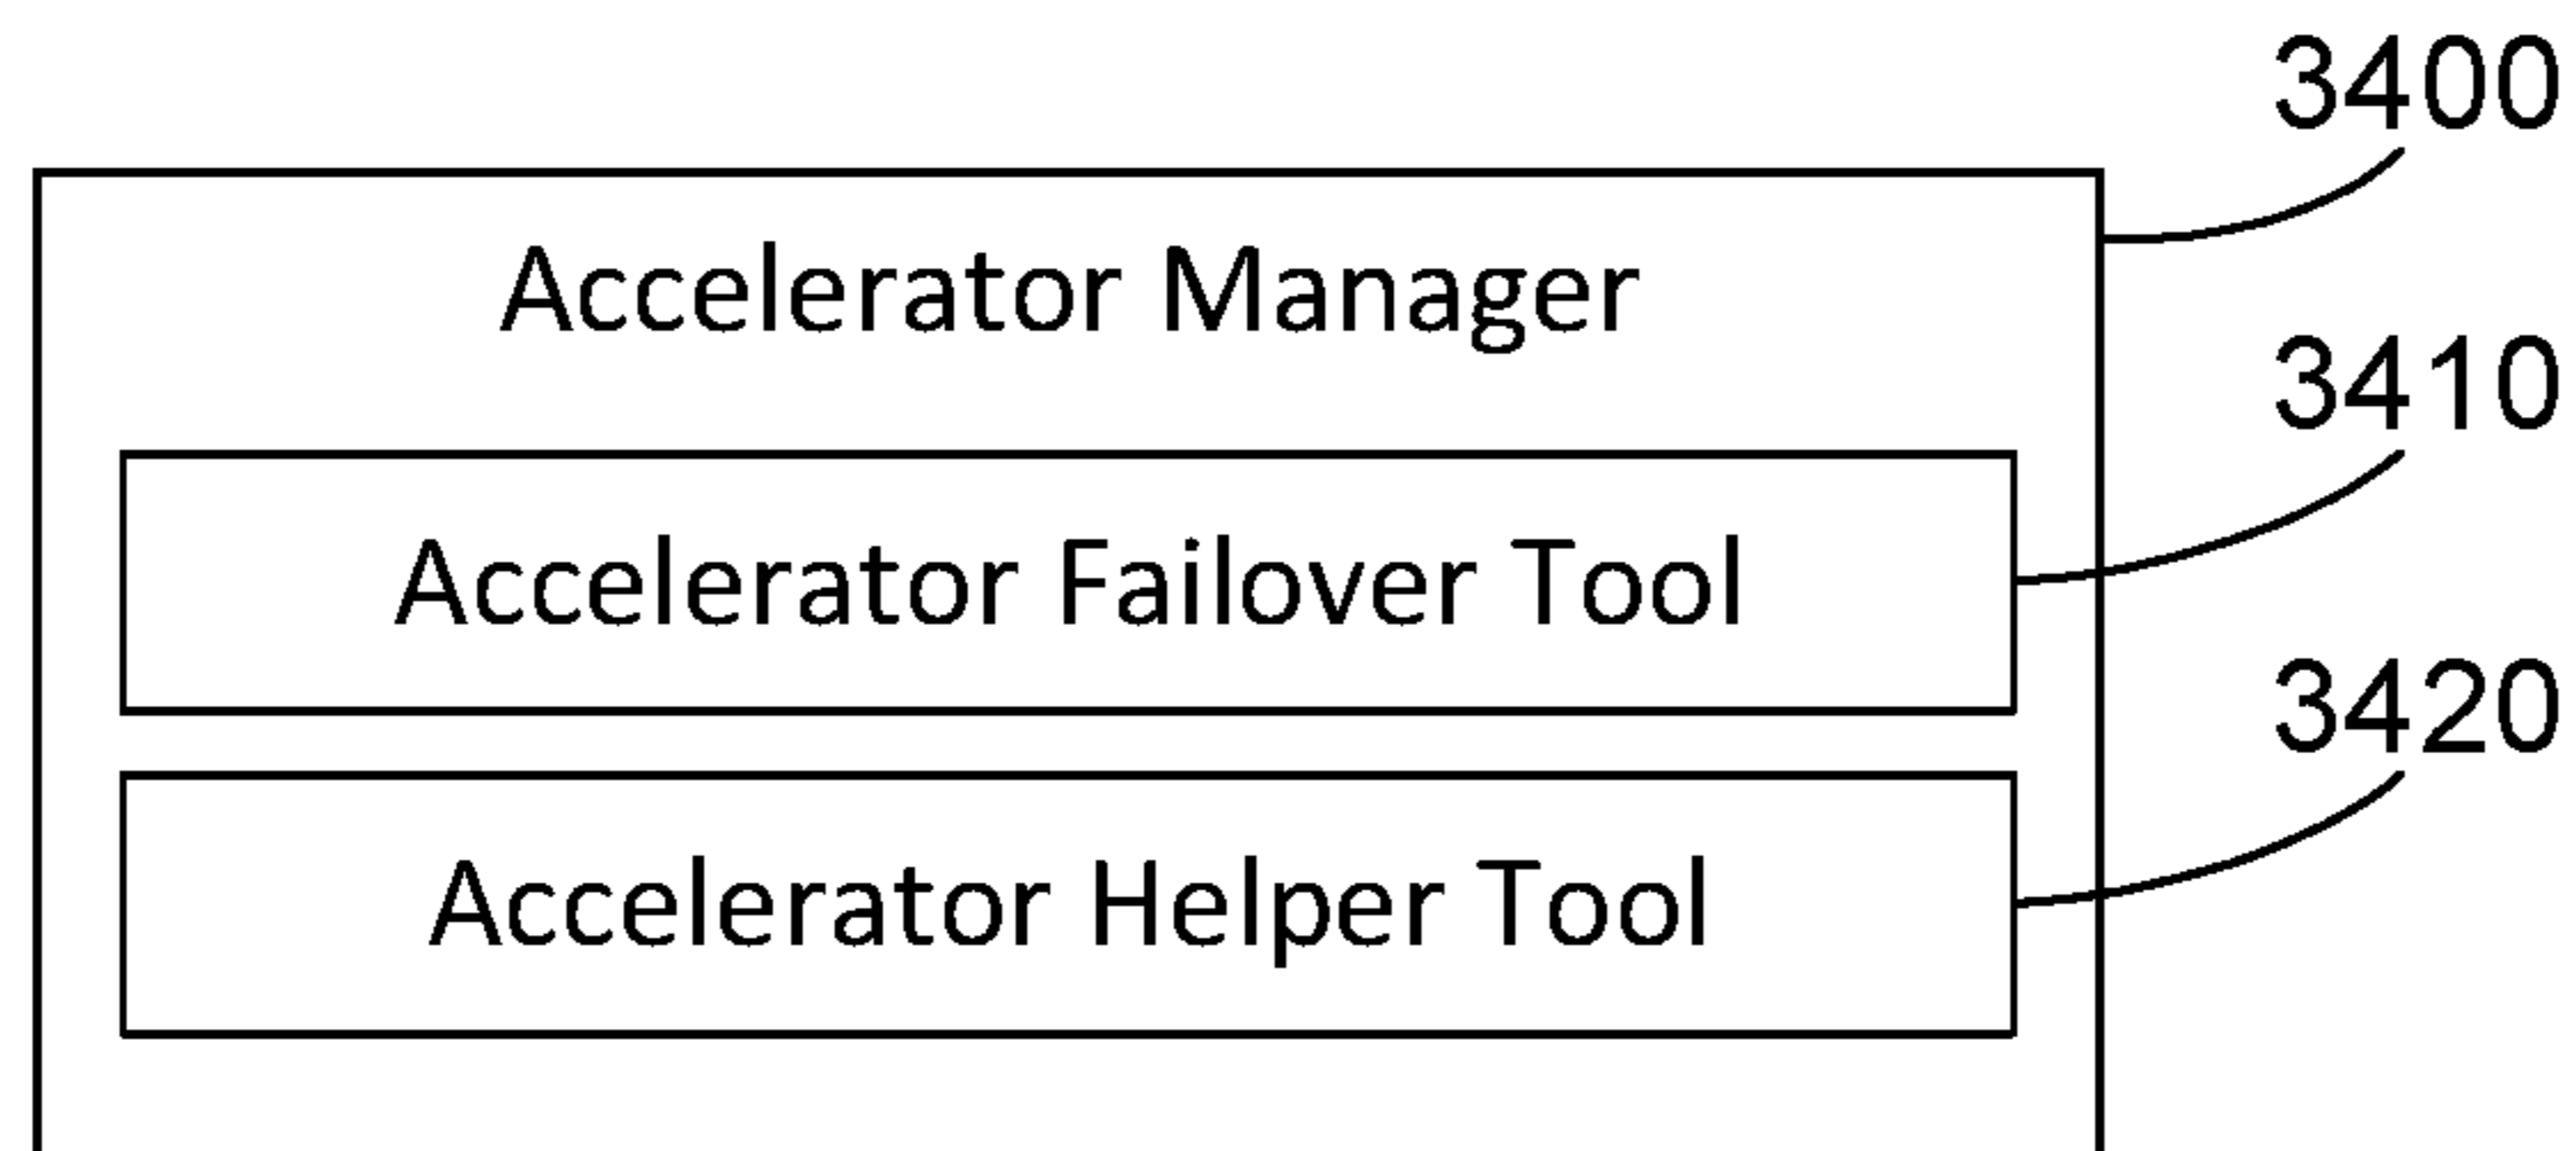 3400
Accelerator Manager
3410
Accelerator Failover Tool
3420
Accelerator Helper Tool